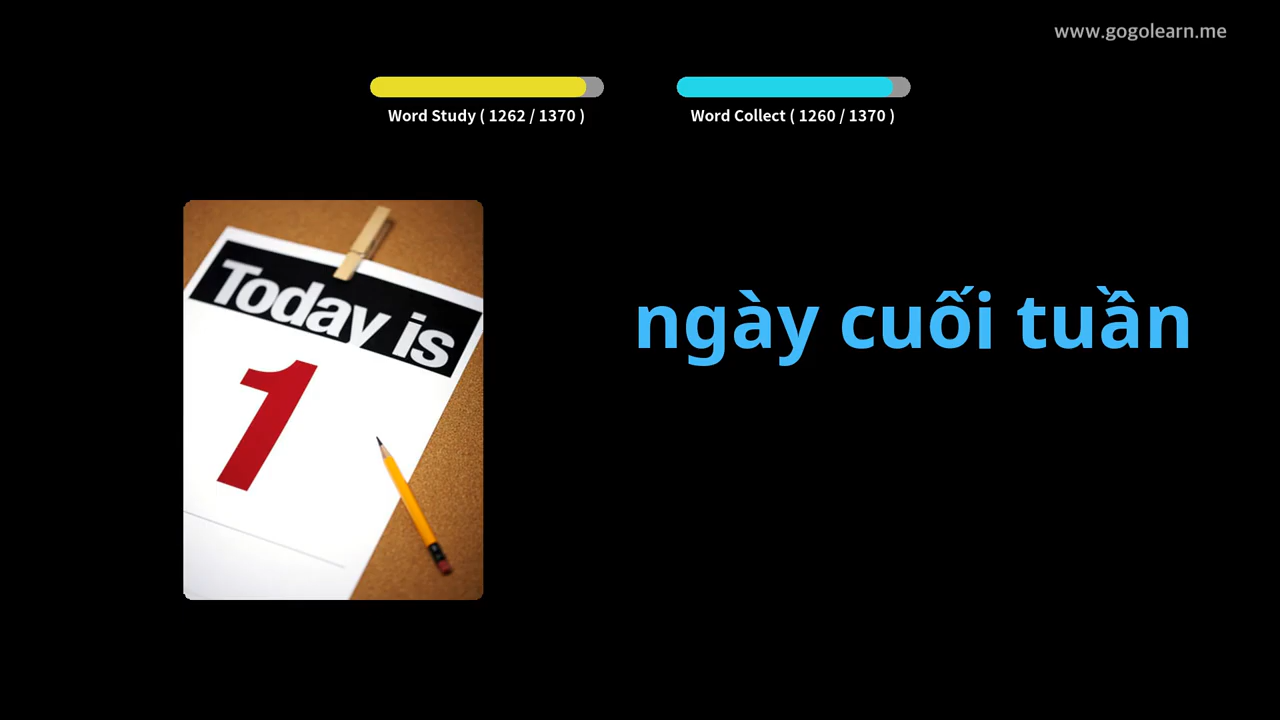 www.gogolearn.me
Word Study ( 1262 / 1370 )
Word Collect ( 1260 / 1370 )
Today is
1
ngày cuối tuần